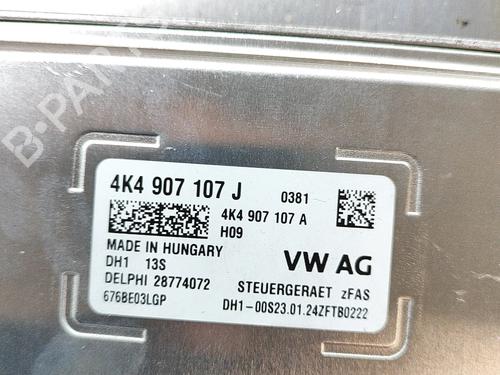 B-PARTS
4K4 907 107 J 0381
4K4 907 107 A
H09
MADE IN HUNGARY
DH1 13S VW AG
DELPHI 28774072 STEUERGERAET zFAS
676BE03LGP DH1-00S23.01.24ZFTB0222